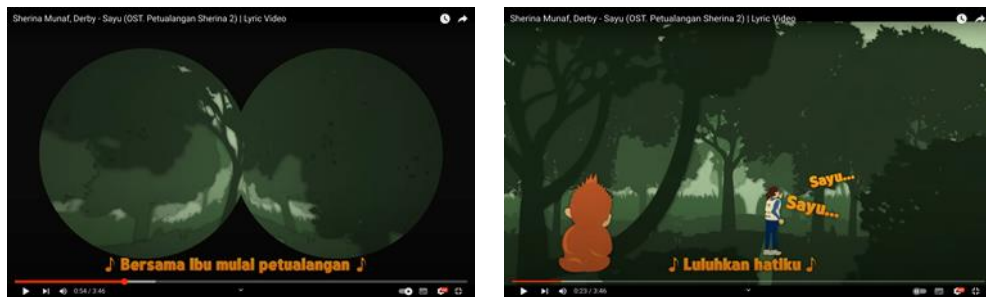 Sherina Munaf, Derby - Sayu (OST. Petualangan Sherina 2) | Lyric Video
♪ Bersama Ibu mulai petualangan ♪
0:54 / 3:46
Sherina Munaf, Derby - Sayu (OST. Petualangan Sherina 2) | Lyric Video
Sayu...
Sayu...
♪ Luluhkan hatiku ♪
0:23 / 3:46